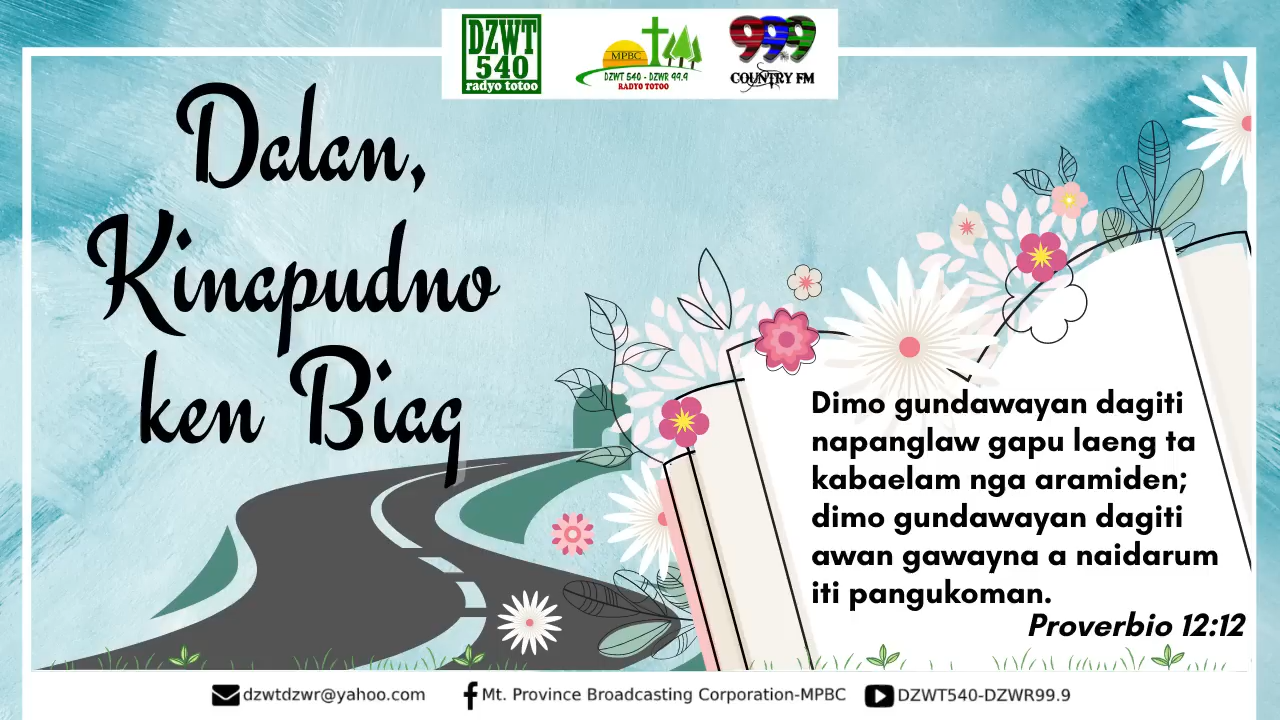 DZWT
540
radyo totoo
MPBC
DZWT 540 - DZWR 99.9
RADYO TOTOO
99.9
COUNTRY FM
Dalan,
Kinapudno
ken Biag
Dimo gundawayan dagiti
napanglaw gapu laeng ta
kabaelam nga aramiden;
dimo gundawayan dagiti
awan gawayna a naidarum
iti pangukoman.
Proverbio 12:12
dzwtdzwr@yahoo.com
Mt. Province Broadcasting Corporation-MPBC
DZWT540-DZWR99.9